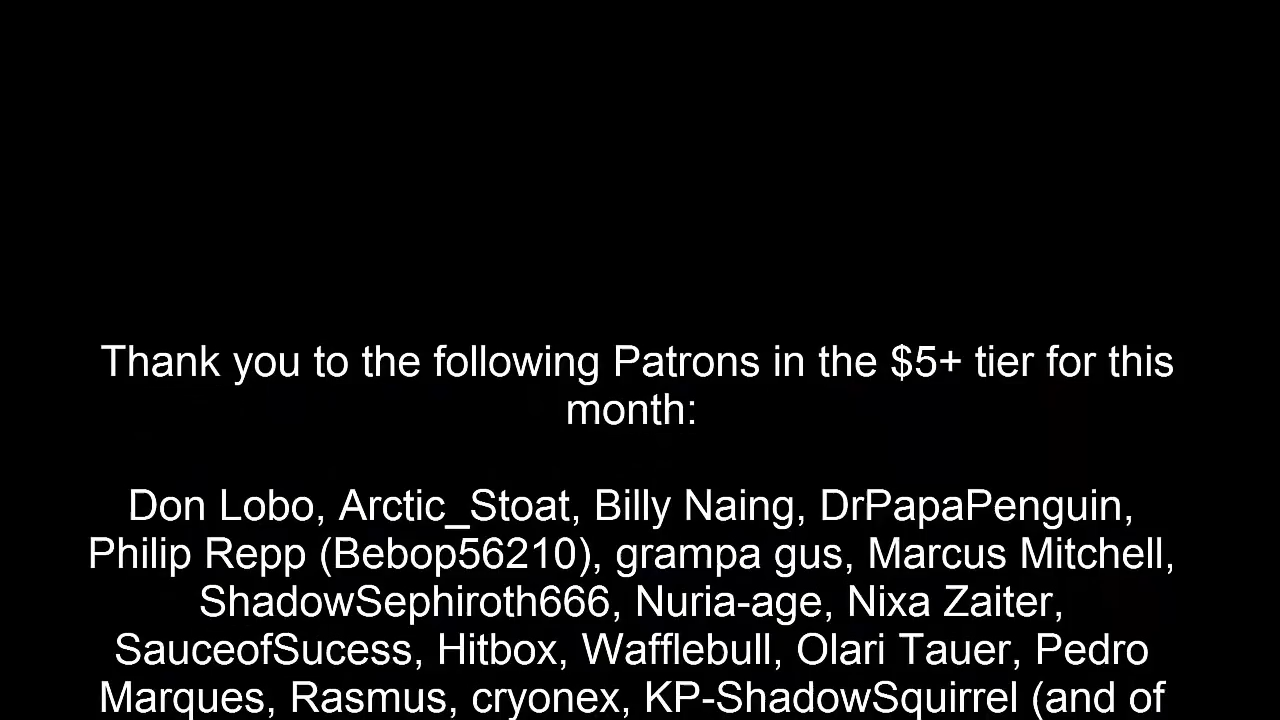 Thank you to the following Patrons in the $5+ tier for this
month:
Don Lobo, Arctic_Stoat, Billy Naing, DrPapaPenguin,
Philip Repp (Bebop56210), grampa gus, Marcus Mitchell,
ShadowSephiroth666, Nuria-age, Nixa Zaiter,
SauceofSucess, Hitbox, Wafflebull, Olari Tauer, Pedro
Marques, Rasmus, cryonex, KP-ShadowSquirrel (and of